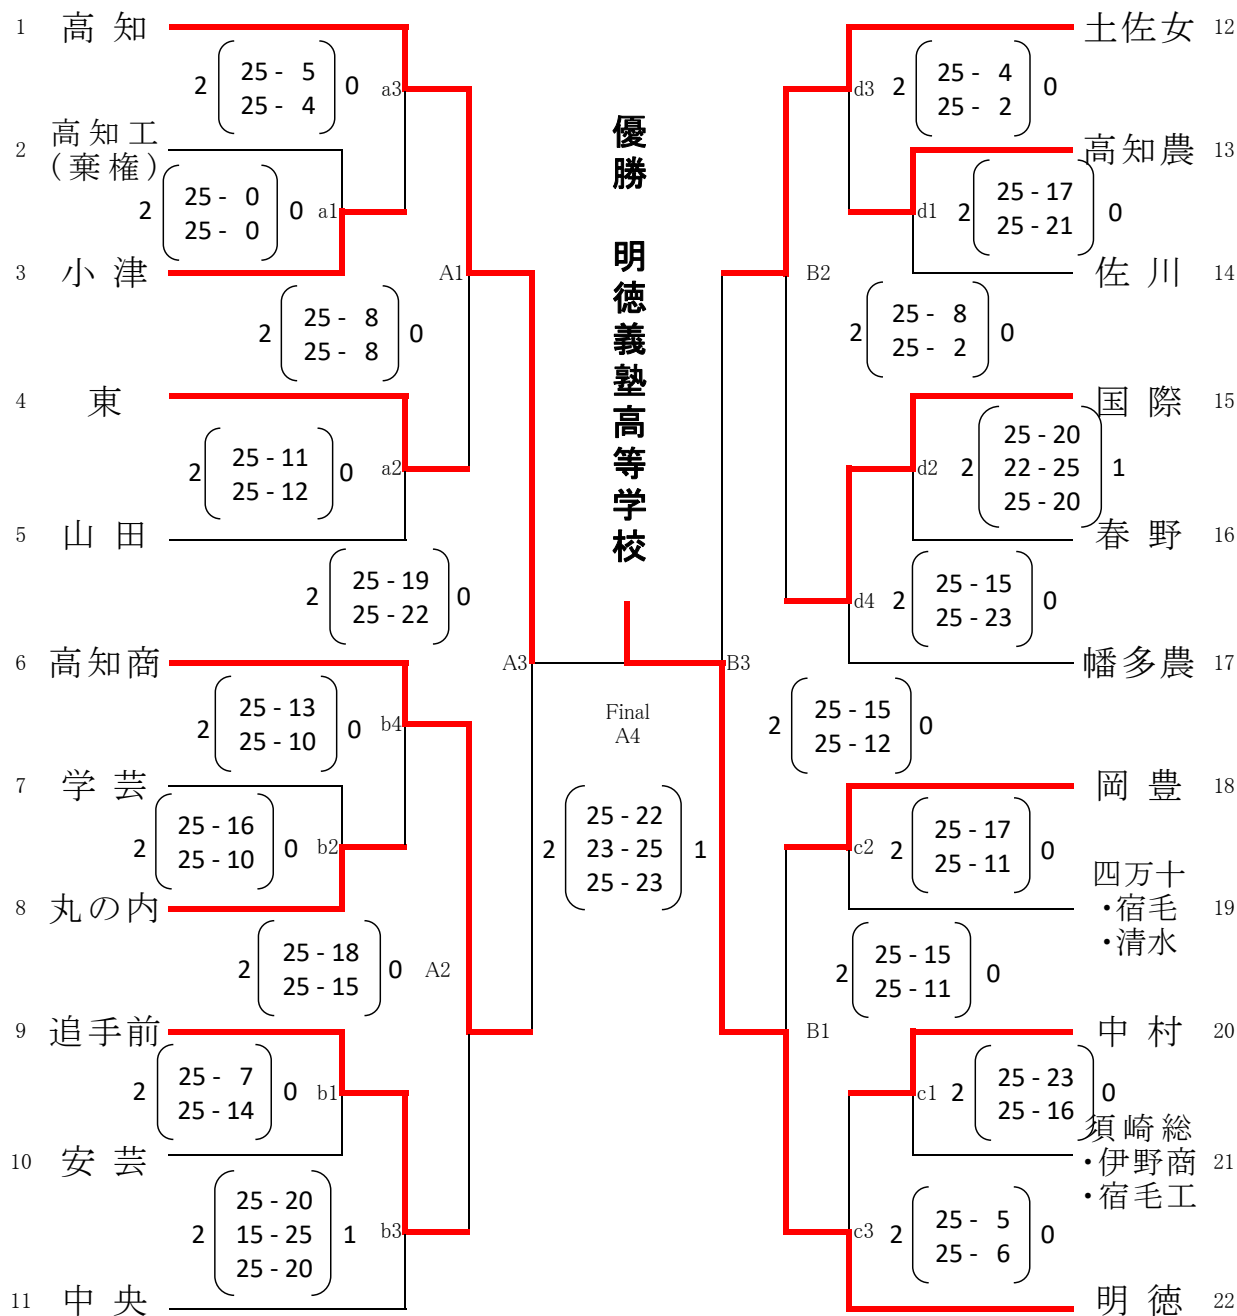 1 高知
2 ( 25 - 5 ) 0 a3
25 - 4
2 高知工
(棄権)
2 ( 25 - 0 ) 0 a1
25 - 0
3 小津
A1
2 ( 25 - 8 ) 0
25 - 8
4 東
2 ( 25 - 11 ) 0 a2
25 - 12
5 山田
2 ( 25 - 19 ) 0
25 - 22
6 高知商
A3
2 ( 25 - 13 ) 0 b4
25 - 10
7 学芸
2 ( 25 - 16 ) 0 b2
25 - 10
8 丸の内
2 ( 25 - 18 ) 0 A2
25 - 15
9 追手前
2 ( 25 - 7 ) 0 b1
25 - 14
10 安芸
25 - 20
2 ( 15 - 25 ) 1 b3
25 - 20
11 中央
優勝 明徳義塾高等学校
Final
A4
25 - 22
2 ( 23 - 25 ) 1
25 - 23
土佐女 12
d3 2 ( 25 - 4 ) 0
25 - 2
高知農 13
d1 2 ( 25 - 17 ) 0
25 - 21
佐川 14
B2
2 ( 25 - 8 ) 0
25 - 2
国際 15
25 - 20
d2 2 ( 22 - 25 ) 1
25 - 20
春野 16
d4 2 ( 25 - 15 ) 0
25 - 23
幡多農 17
B3
2 ( 25 - 15 ) 0
25 - 12
岡豊 18
c2 2 ( 25 - 17 ) 0
25 - 11
四万十
・宿毛 19
・清水
2 ( 25 - 15 ) 0
25 - 11
B1
中村 20
c1 2 ( 25 - 23 ) 0
25 - 16
須崎総
・伊野商 21
・宿毛工
c3 2 ( 25 - 5 ) 0
25 - 6
明徳 22